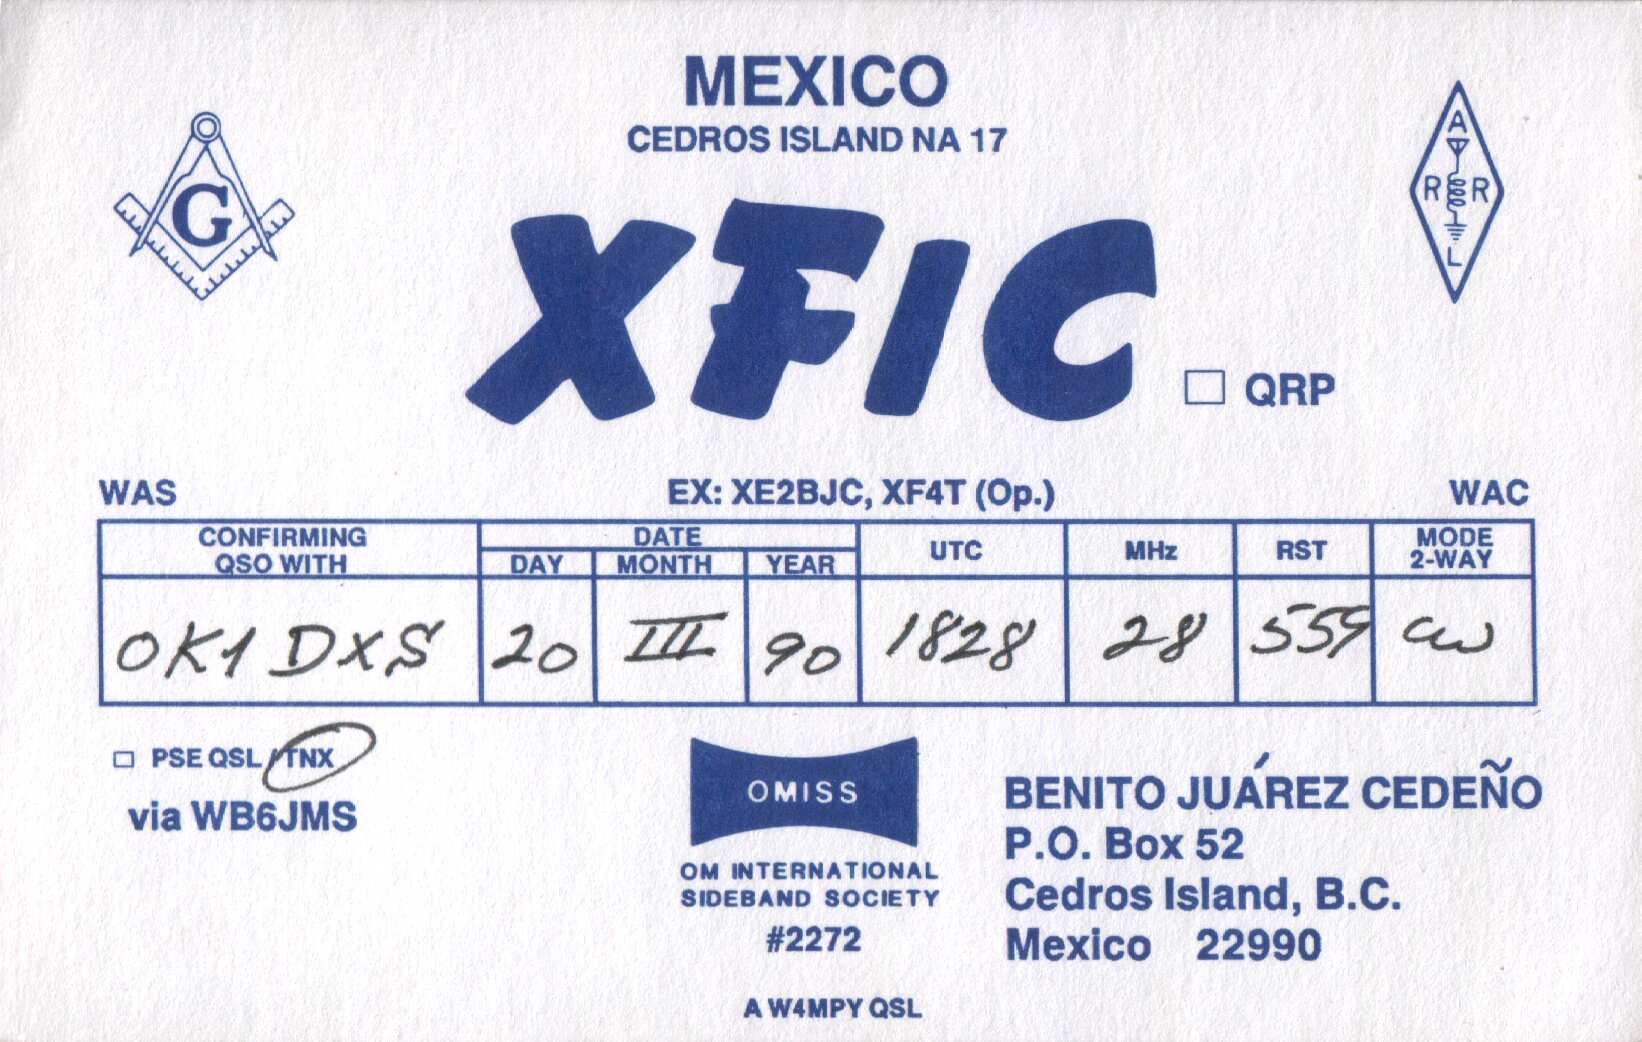 MEXICO
CEDROS ISLAND NA 17
G
A
R R
L
XF1C
QRP
WAS EX: XE2BJC, XF4T (Op.) WAC
CONFIRMING QSO WITH DATE DAY MONTH YEAR UTC MHz RST MODE 2-WAY
OK1DXS 20 III 90 1828 28 559 CW
PSE QSL / TNX
via WB6JMS
OMISS
OM INTERNATIONAL
SIDEBAND SOCIETY
#2272
BENITO JUÁREZ CEDEÑO
P.O. Box 52
Cedros Island, B.C.
Mexico 22990
A W4MPY QSL